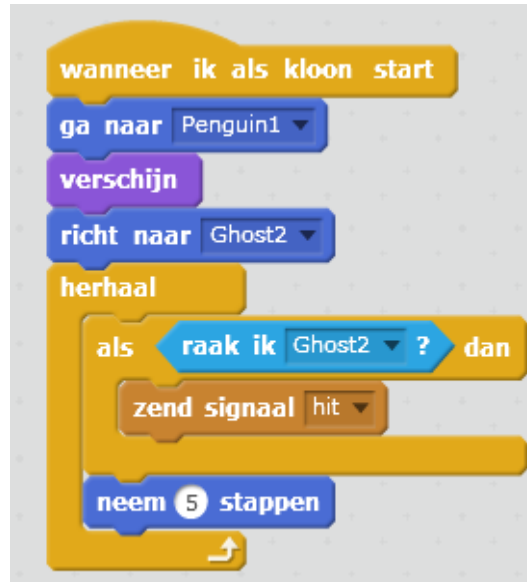 wanneer ik als kloon start
ga naar Penguin1
verschijn
richt naar Ghost2
herhaal
als raak ik Ghost2 ? dan
zend signaal hit
neem 5 stappen